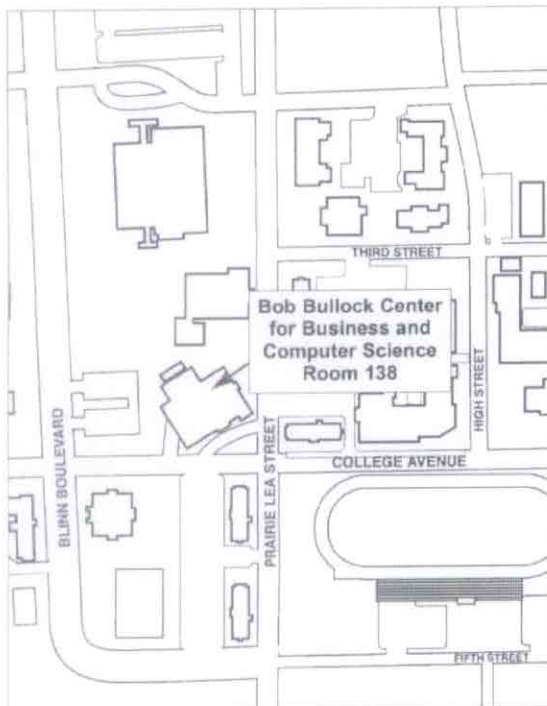 THIRD STREET
Bob Bullock Center
for Business and
Computer Science
Room 138
HIGH STREET
BLINN BOULEVARD
PRAIRIE LEA STREET
COLLEGE AVENUE
FIFTH STREET